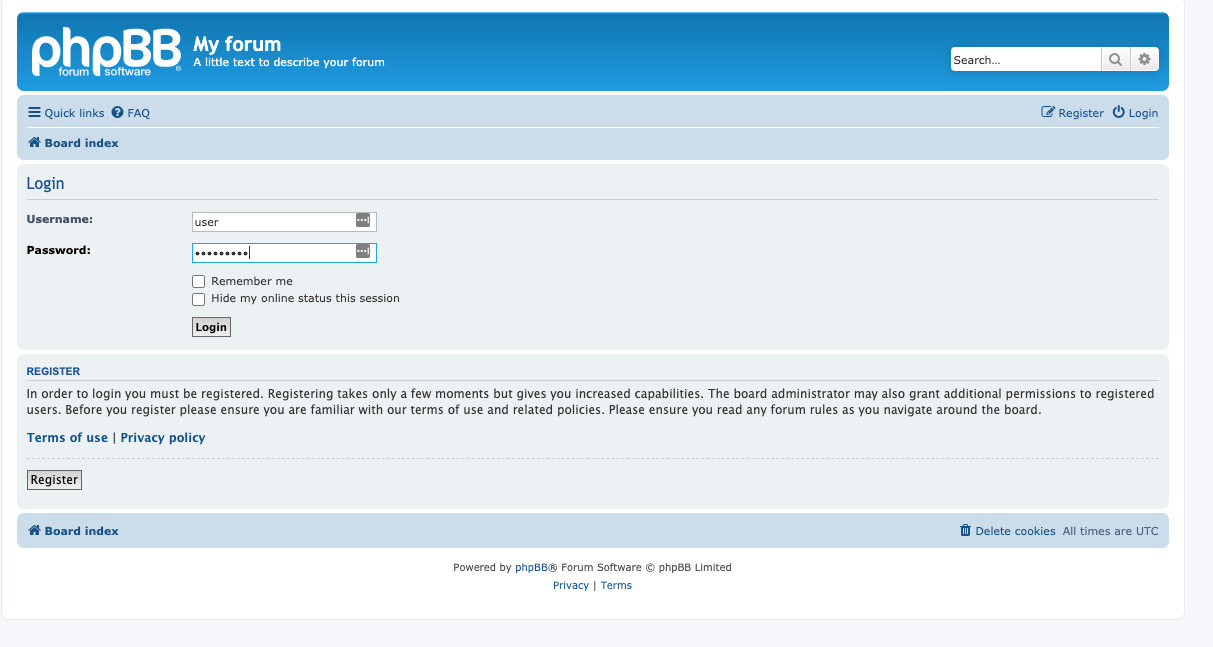 phpBB
forum software
®
My forum
A little text to describe your forum
Search…
Quick links FAQ
Register Login
Board index
Login
Username:
user
Password:
•••••••••
Remember me
Hide my online status this session
Login
REGISTER
In order to login you must be registered. Registering takes only a few moments but gives you increased capabilities. The board administrator may also grant additional permissions to registered
users. Before you register please ensure you are familiar with our terms of use and related policies. Please ensure you read any forum rules as you navigate around the board.
Terms of use | Privacy policy
Register
Board index
Delete cookies All times are UTC
Powered by phpBB® Forum Software © phpBB Limited
Privacy | Terms